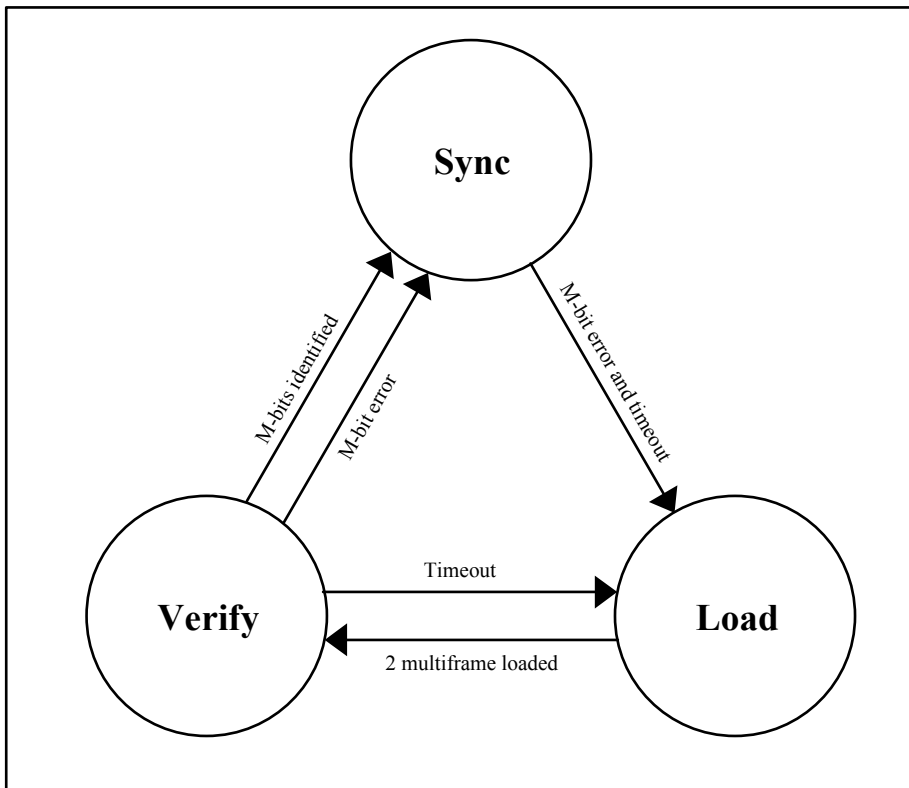 Sync
M-bits identified
M-bit error
M-bit error and timeout
Timeout
Verify
Load
2 multiframe loaded